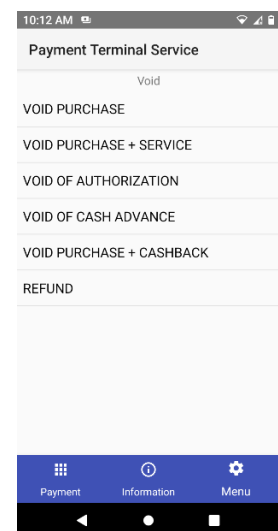 10:12 AM
Payment Terminal Service
Void
VOID PURCHASE
VOID PURCHASE + SERVICE
VOID OF AUTHORIZATION
VOID OF CASH ADVANCE
VOID PURCHASE + CASHBACK
REFUND
Payment Information Menu